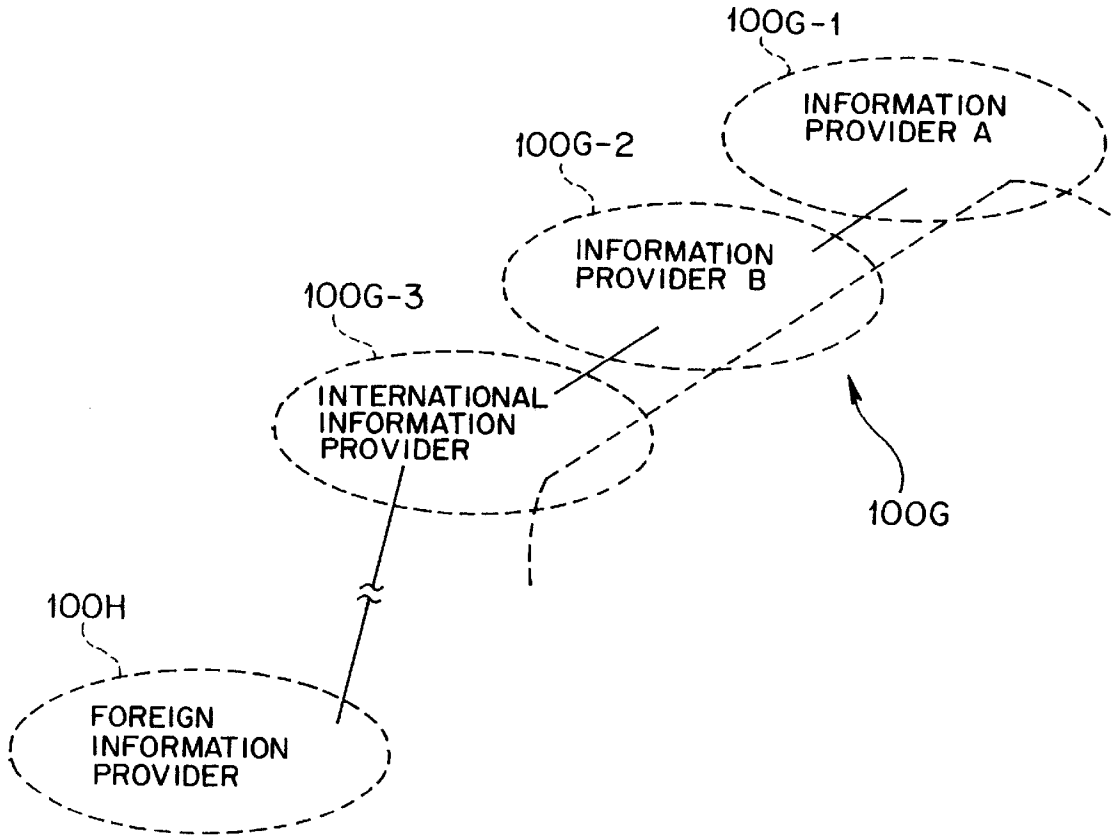 100G-1
INFORMATION
PROVIDER A
100G-2
INFORMATION
PROVIDER B
100G-3
INTERNATIONAL
INFORMATION
PROVIDER
100G
100H
FOREIGN
INFORMATION
PROVIDER